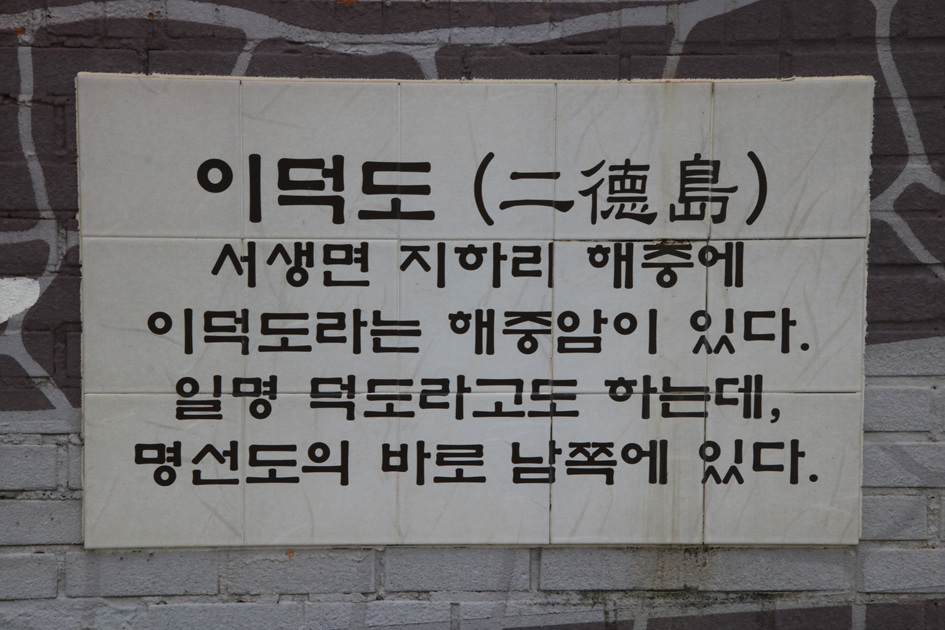 이덕도 (二德島)
서생면 지하리 해중에
이덕도라는 해중암이 있다.
일명 덕도라고도 하는데,
명선도의 바로 남쪽에 있다.